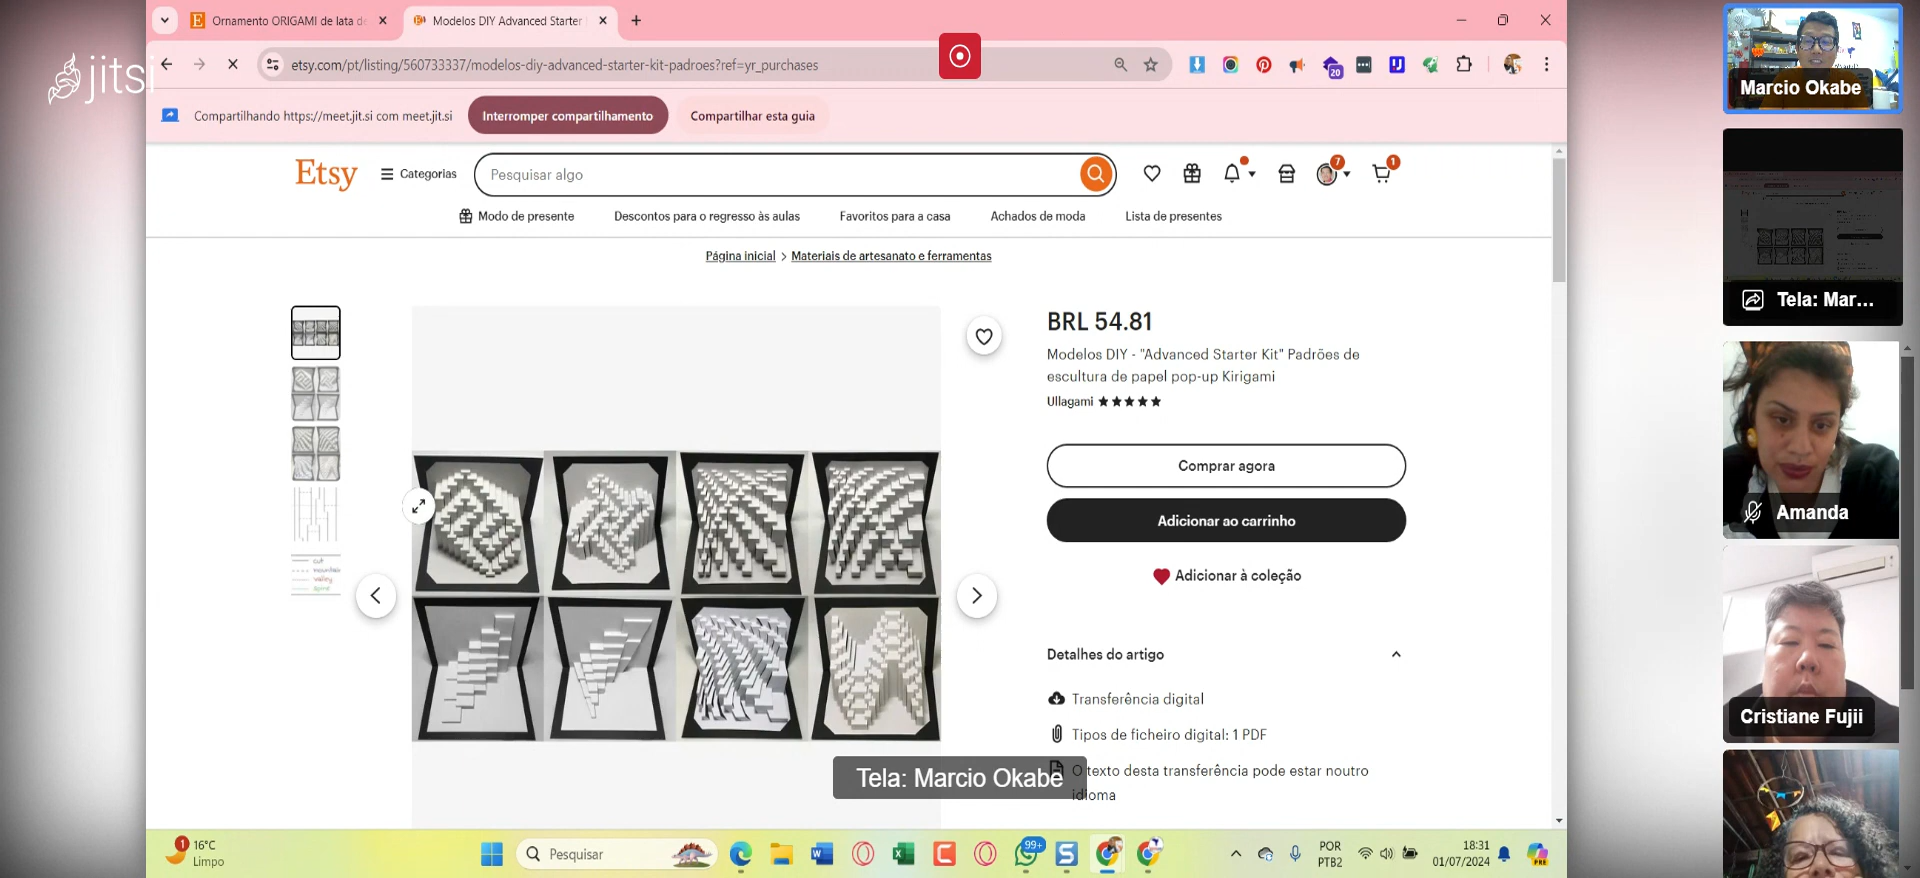 Ornamento ORIGAMI de lata de
Modelos DIY Advanced Starter
jitsi
etsy.com/pt/listing/560733337/modelos-diy-advanced-starter-kit-padroes?ref=yr_purchases
20
Compartilhando https://meet.jit.si com meet.jit.si
Interromper compartilhamento
Compartilhar esta guia
Etsy
Categorias
Pesquisar algo
7
1
Modo de presente
Descontos para o regresso às aulas
Favoritos para a casa
Achados de moda
Lista de presentes
Página inicial > Materiais de artesanato e ferramentas
BRL 54.81
Modelos DIY - "Advanced Starter Kit" Padrões de
escultura de papel pop-up Kirigami
Ullagami
Comprar agora
Adicionar ao carrinho
Adicionar à coleção
Detalhes do artigo
Transferência digital
Tipos de ficheiro digital: 1 PDF
O texto desta transferência pode estar noutro
idioma
cut
mountain
valley
Tela: Marcio Okabe
Marcio Okabe
Tela: Mar...
Amanda
Cristiane Fujii
1
16°C
Limpo
Pesquisar
99+
POR
PTB2
18:31
01/07/2024
PRE